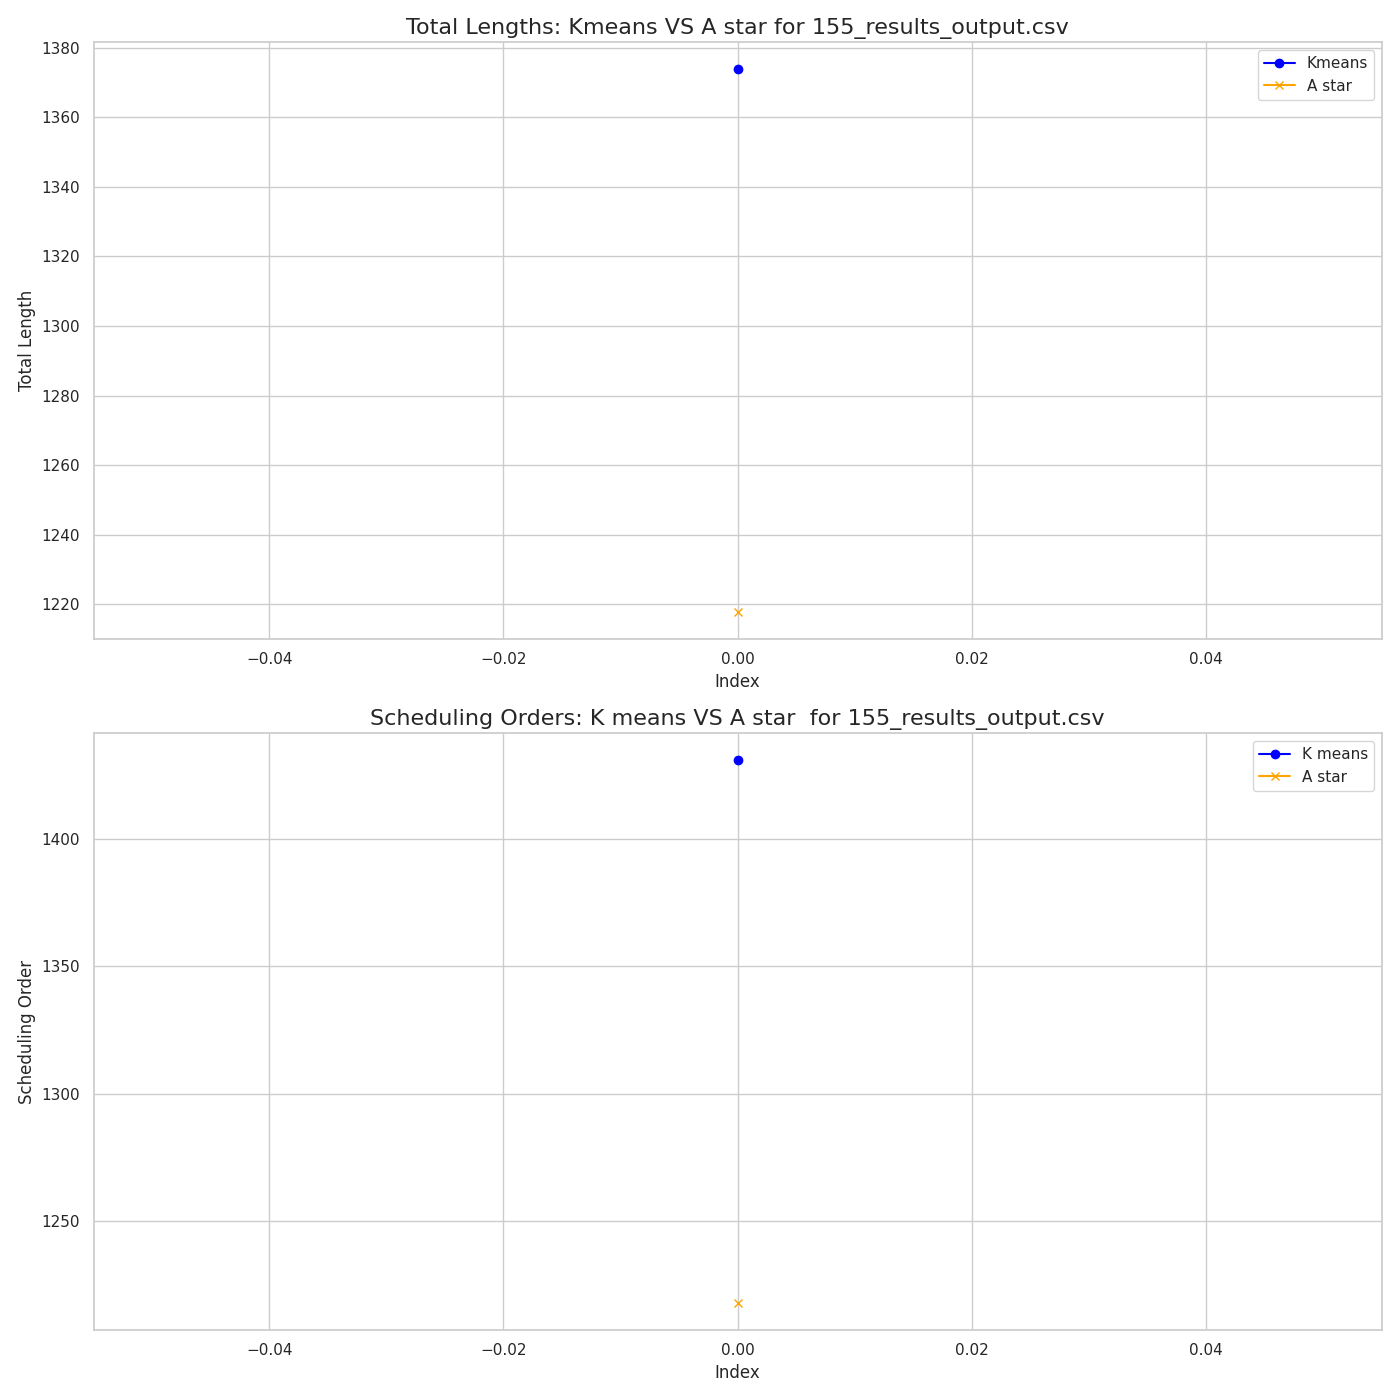 Total Lengths: Kmeans VS A star for 155_results_output.csv
Kmeans
A star
1380
1360
1340
1320
1300
1280
1260
1240
1220
Total Length
−0.04
−0.02
0.00
0.02
0.04
Index
Scheduling Orders: K means VS A star  for 155_results_output.csv
K means
A star
1400
1350
1300
1250
Scheduling Order
−0.04
−0.02
0.00
0.02
0.04
Index